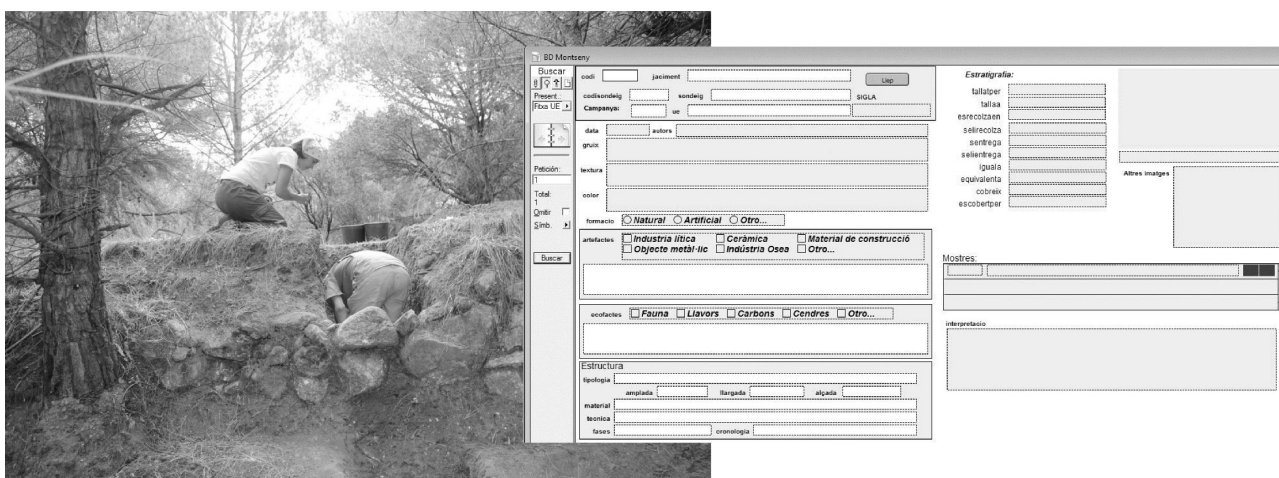 BD Montseny
Buscar
Present.:
Fitxa UE
Petición:
1
Total:
1
Omitir
Símb.
Buscar
codi jaciment Llep
codisondeig sondeig SIGLA
Campanya: ue
data autors
gruix
textura
color
formacio Natural Artificial Otro...
artefactes Industria lítica Ceràmica Material de construcció
Objecte metàl·lic Indústria Osea Otro...
ecofactes Fauna Llavors Carbons Cendres Otro...
Estructura
tipologia
amplada llargada alçada
material
tecnica
fases cronologia
Estratigrafia:
tallatper
tallaa
esrecolzaen
selirecolza
sentrega
selientrega
iguala
equivalenta
cobreix
escobertper
Altres imatges
Mostres:
interpretacio